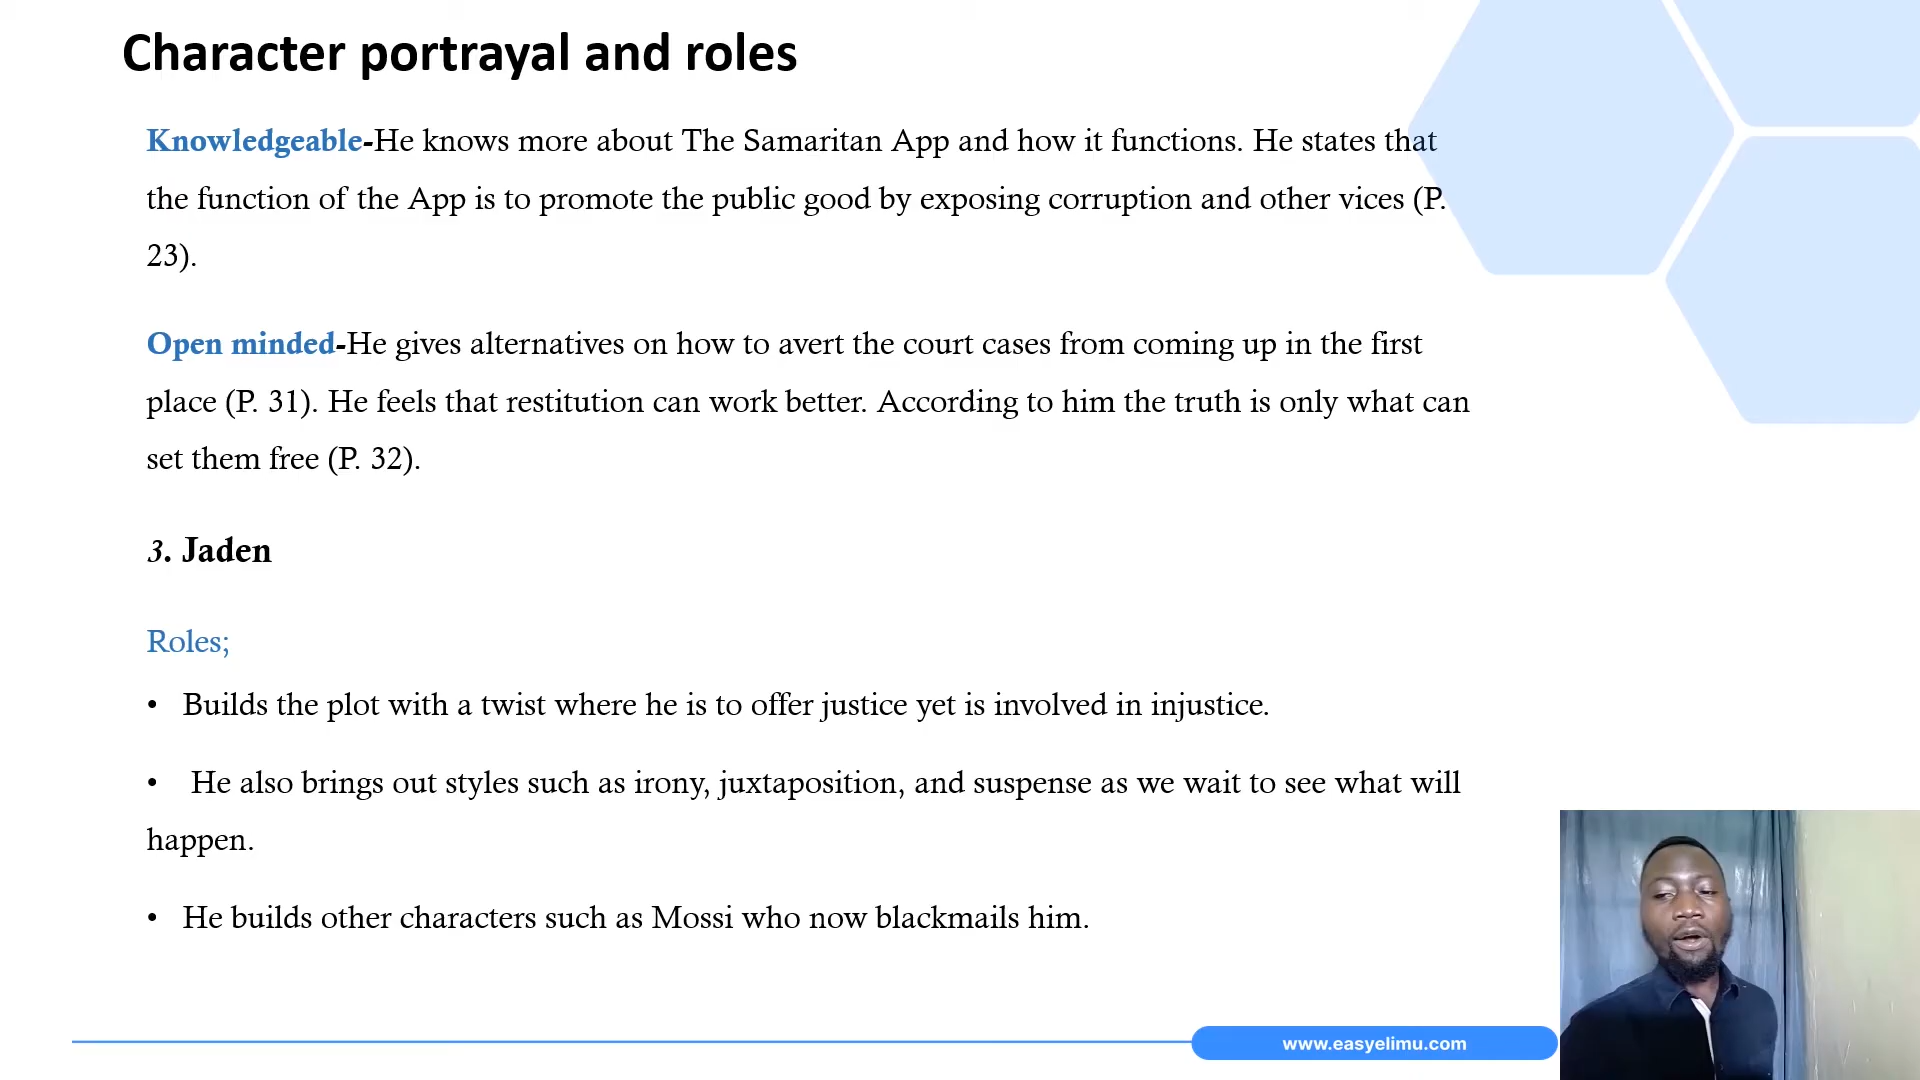 Character portrayal and roles
Knowledgeable-He knows more about The Samaritan App and how it functions. He states that
the function of the App is to promote the public good by exposing corruption and other vices (P.
23).
Open minded-He gives alternatives on how to avert the court cases from coming up in the first
place (P. 31). He feels that restitution can work better. According to him the truth is only what can
set them free (P. 32).
3. Jaden
Roles;
• Builds the plot with a twist where he is to offer justice yet is involved in injustice.
• He also brings out styles such as irony, juxtaposition, and suspense as we wait to see what will
happen.
• He builds other characters such as Mossi who now blackmails him.
www.easyelimu.com